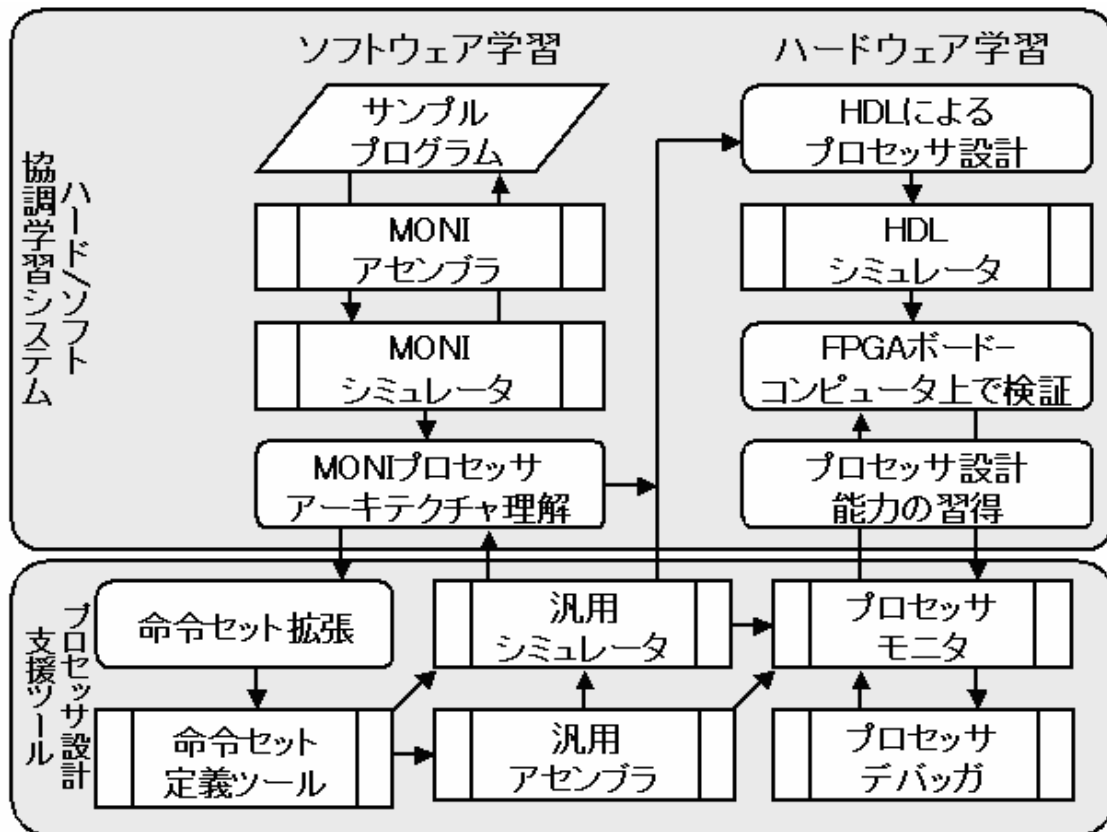 ソフトウェア学習
ハードウェア学習
ハード\ソフト
協調学習システム
サンプル
プログラム
MONI
アセンブラ
MONI
シミュレータ
MONIプロセッサ
アーキテクチャ理解
HDLによる
プロセッサ設計
HDL
シミュレータ
FPGAボード-
コンピュータ上で検証
プロセッサ設計
能力の習得
プロセッサ設計
支援ツール
命令セット拡張
命令セット
定義ツール
汎用
シミュレータ
汎用
アセンブラ
プロセッサ
モニタ
プロセッサ
デバッガ